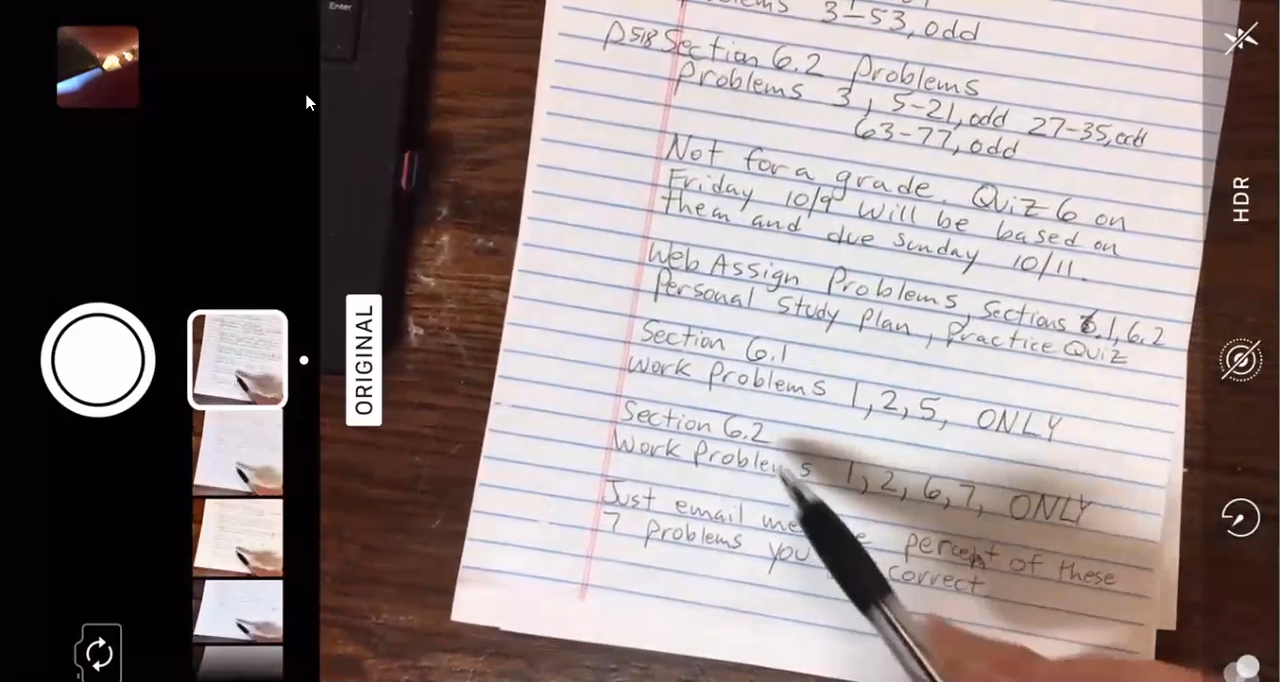 Enter
3-53, odd
p518 Section 6.2 Problems
Problems 3, 5-21, odd 27-35, odd
63-77, odd
Not for a grade. Quiz 6 on
Friday 10/9 will be based on
them and due Sunday 10/11.
Web Assign Problems, Sections 6.1, 6.2
Personal Study Plan, Practice Quiz
Section 6.1
Work Problems 1, 2, 5, ONLY
Section 6.2
Work Problems 1, 2, 6, 7, ONLY
Just email me percent of these
7 problems you correct
ORIGINAL
HDR